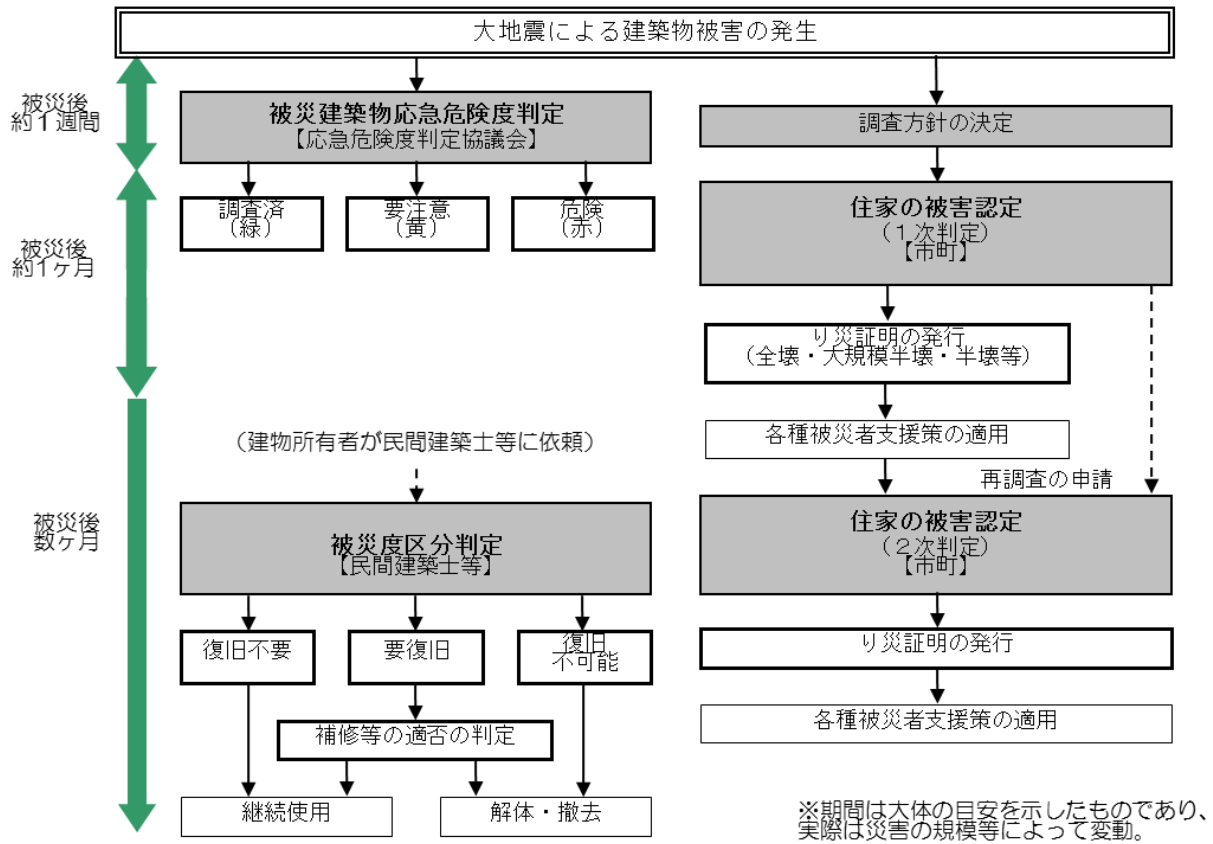 大地震による建築物被害の発生
被災後
約１週間
被災建築物応急危険度判定
【応急危険度判定協議会】
調査方針の決定
調査済
(緑)
要注意
(黄)
危険
(赤)
住家の被害認定
(１次判定)
【市町】
被災後
約1ヶ月
り災証明の発行
(全壊・大規模半壊・半壊等)
各種被災者支援策の適用
再調査の申請
(建物所有者が民間建築士等に依頼)
被災後
数ヶ月
被災度区分判定
【民間建築士等】
住家の被害認定
(２次判定)
【市町】
復旧不要
要復旧
復旧
不可能
り災証明の発行
補修等の適否の判定
各種被災者支援策の適用
継続使用
解体・撤去
※期間は大体の目安を示したものであり、
実際は災害の規模等によって変動。